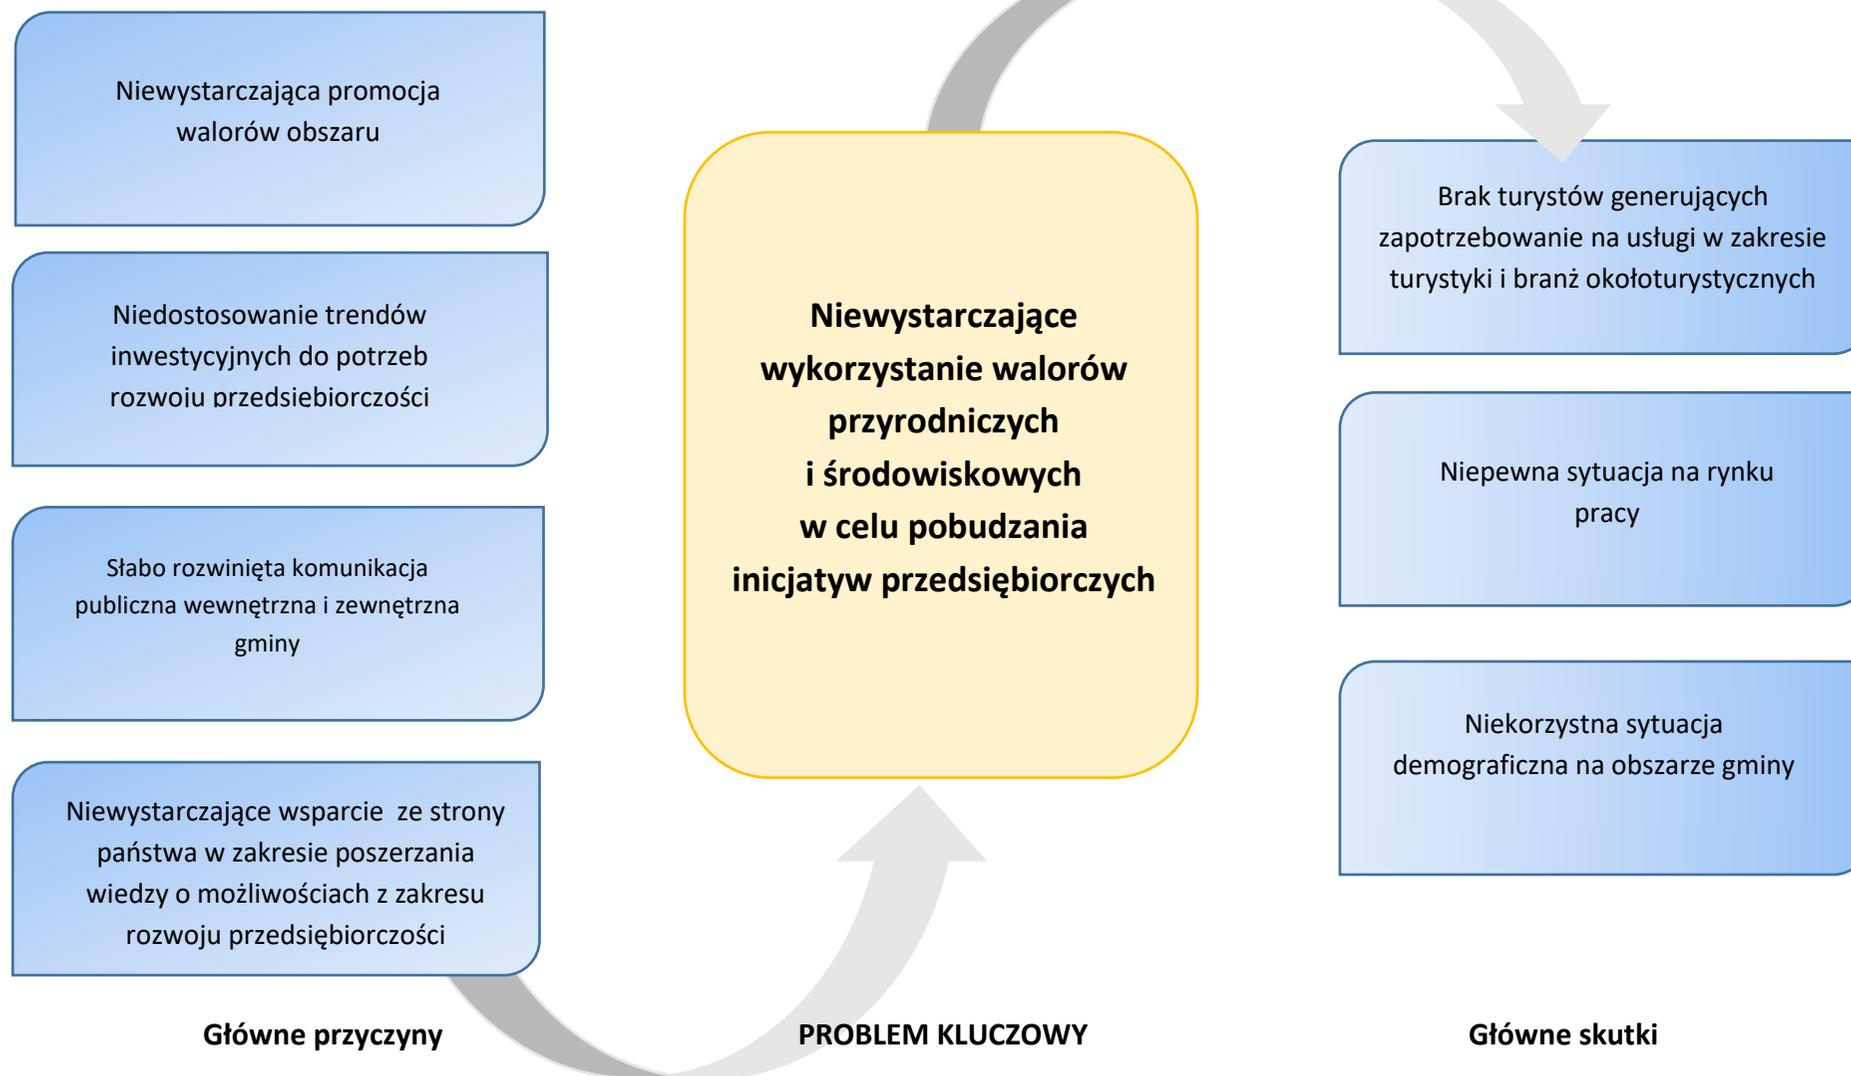 Niewystarczająca promocja
walorów obszaru
Niedostosowanie trendów
inwestycyjnych do potrzeb
rozwoju przedsiębiorczości
Słabo rozwinięta komunikacja
publiczna wewnętrzna i zewnętrzna
gminy
Niewystarczające wsparcie  ze strony
państwa w zakresie poszerzania
wiedzy o możliwościach z zakresu
rozwoju przedsiębiorczości
Główne przyczyny
Niewystarczające
wykorzystanie walorów
przyrodniczych
i środowiskowych
w celu pobudzania
inicjatyw przedsiębiorczych
PROBLEM KLUCZOWY
Brak turystów generujących
zapotrzebowanie na usługi w zakresie
turystyki i branż okołoturystycznych
Niepewna sytuacja na rynku
pracy
Niekorzystna sytuacja
demograficzna na obszarze gminy
Główne skutki